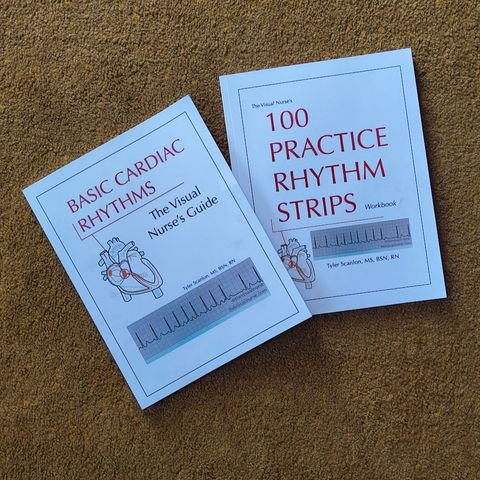 BASIC CARDIAC
RHYTHMS
The Visual
Nurse's Guide
Tyler Scanlon, MS, BSN, RN
The Visual Nurse's
100
PRACTICE
RHYTHM
STRIPS
Workbook
Tyler Scanlon, MS, BSN, RN